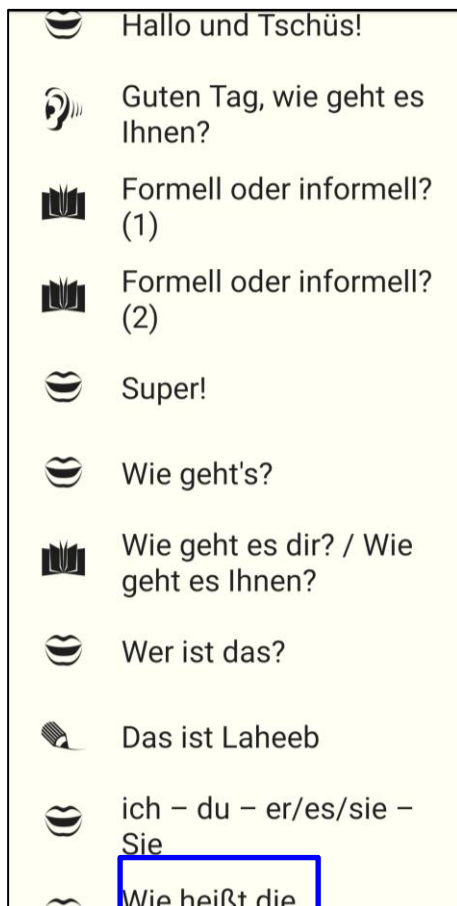 Hallo und Tschüs!
Guten Tag, wie geht es
Ihnen?
Formell oder informell?
(1)
Formell oder informell?
(2)
Super!
Wie geht's?
Wie geht es dir? / Wie
geht es Ihnen?
Wer ist das?
Das ist Laheeb
ich – du – er/es/sie –
Sie
Wie heißt die